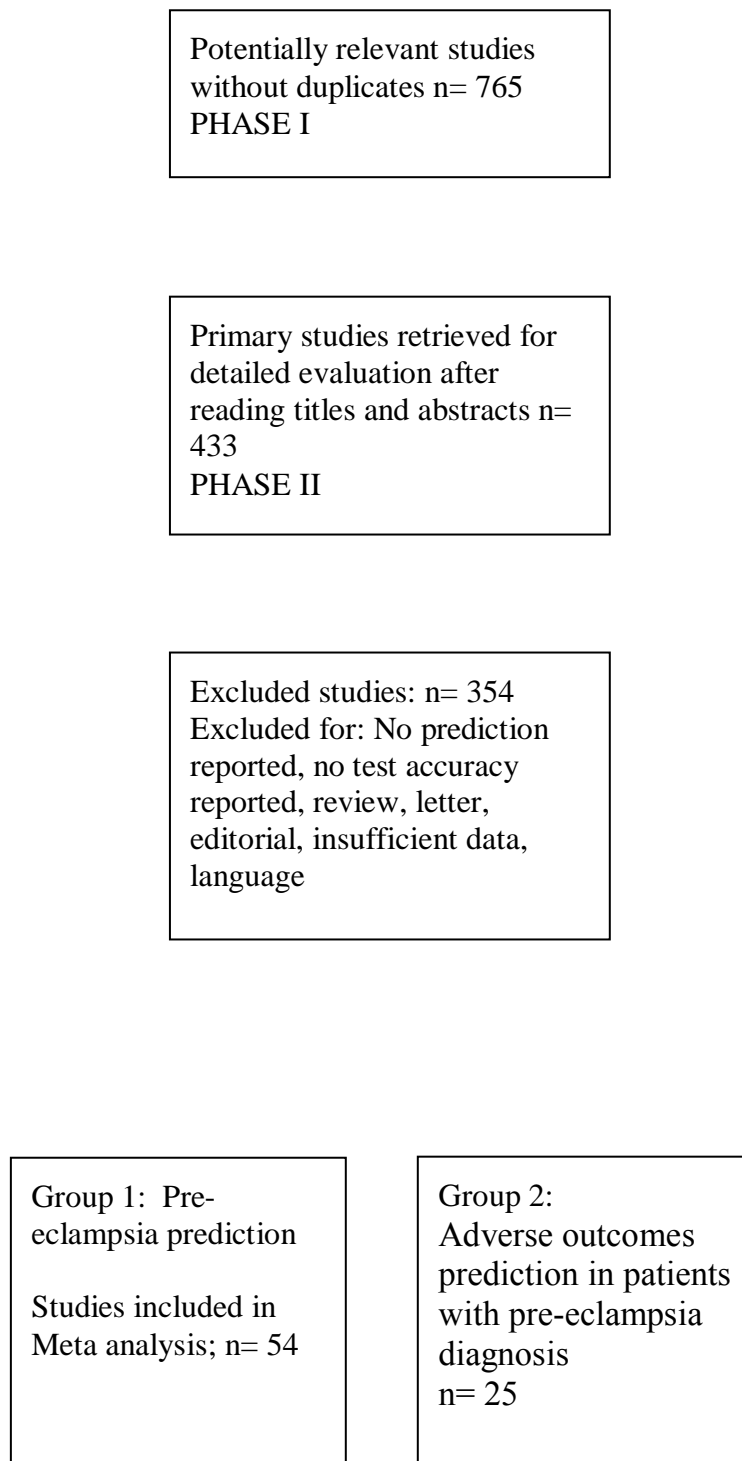 Potentially relevant studies
without duplicates n= 765
PHASE I
Primary studies retrieved for
detailed evaluation after
reading titles and abstracts n=
433
PHASE II
Excluded studies: n= 354
Excluded for: No prediction
reported, no test accuracy
reported, review, letter,
editorial, insufficient data,
language
Group 1:  Pre-
eclampsia prediction
Studies included in
Meta analysis; n= 54
Group 2:
Adverse outcomes
prediction in patients
with pre-eclampsia
diagnosis
n= 25